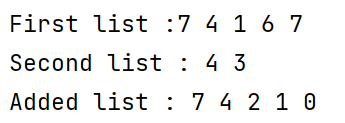 First list :7 4 1 6 7
Second list : 4 3
Added list : 7 4 2 1 0